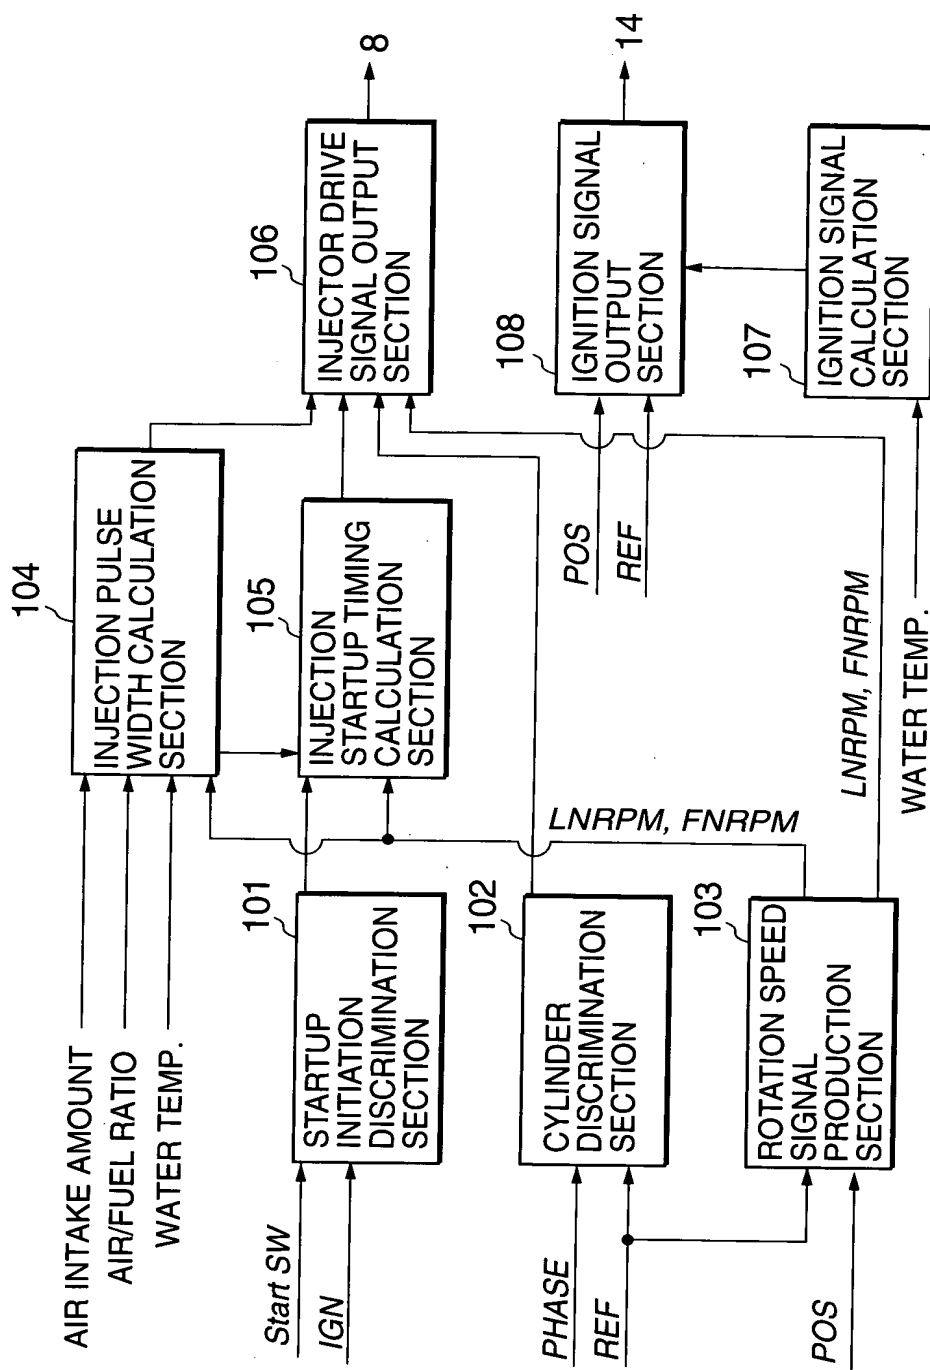 AIR INTAKE AMOUNT
AIR/FUEL RATIO
WATER TEMP.
104
INJECTION PULSE
WIDTH CALCULATION
SECTION
Start SW
IGN
101
STARTUP
INITIATION
DISCRIMINATION
SECTION
105
INJECTION
STARTUP TIMING
CALCULATION
SECTION
106
INJECTOR DRIVE
SIGNAL OUTPUT
SECTION
8
PHASE
REF
102
CYLINDER
DISCRIMINATION
SECTION
POS
103
ROTATION SPEED
SIGNAL
PRODUCTION
SECTION
LNRPM, FNRPM
LNRPM, FNRPM
POS
REF
108
IGNITION SIGNAL
OUTPUT
SECTION
14
WATER TEMP.
107
IGNITION SIGNAL
CALCULATION
SECTION